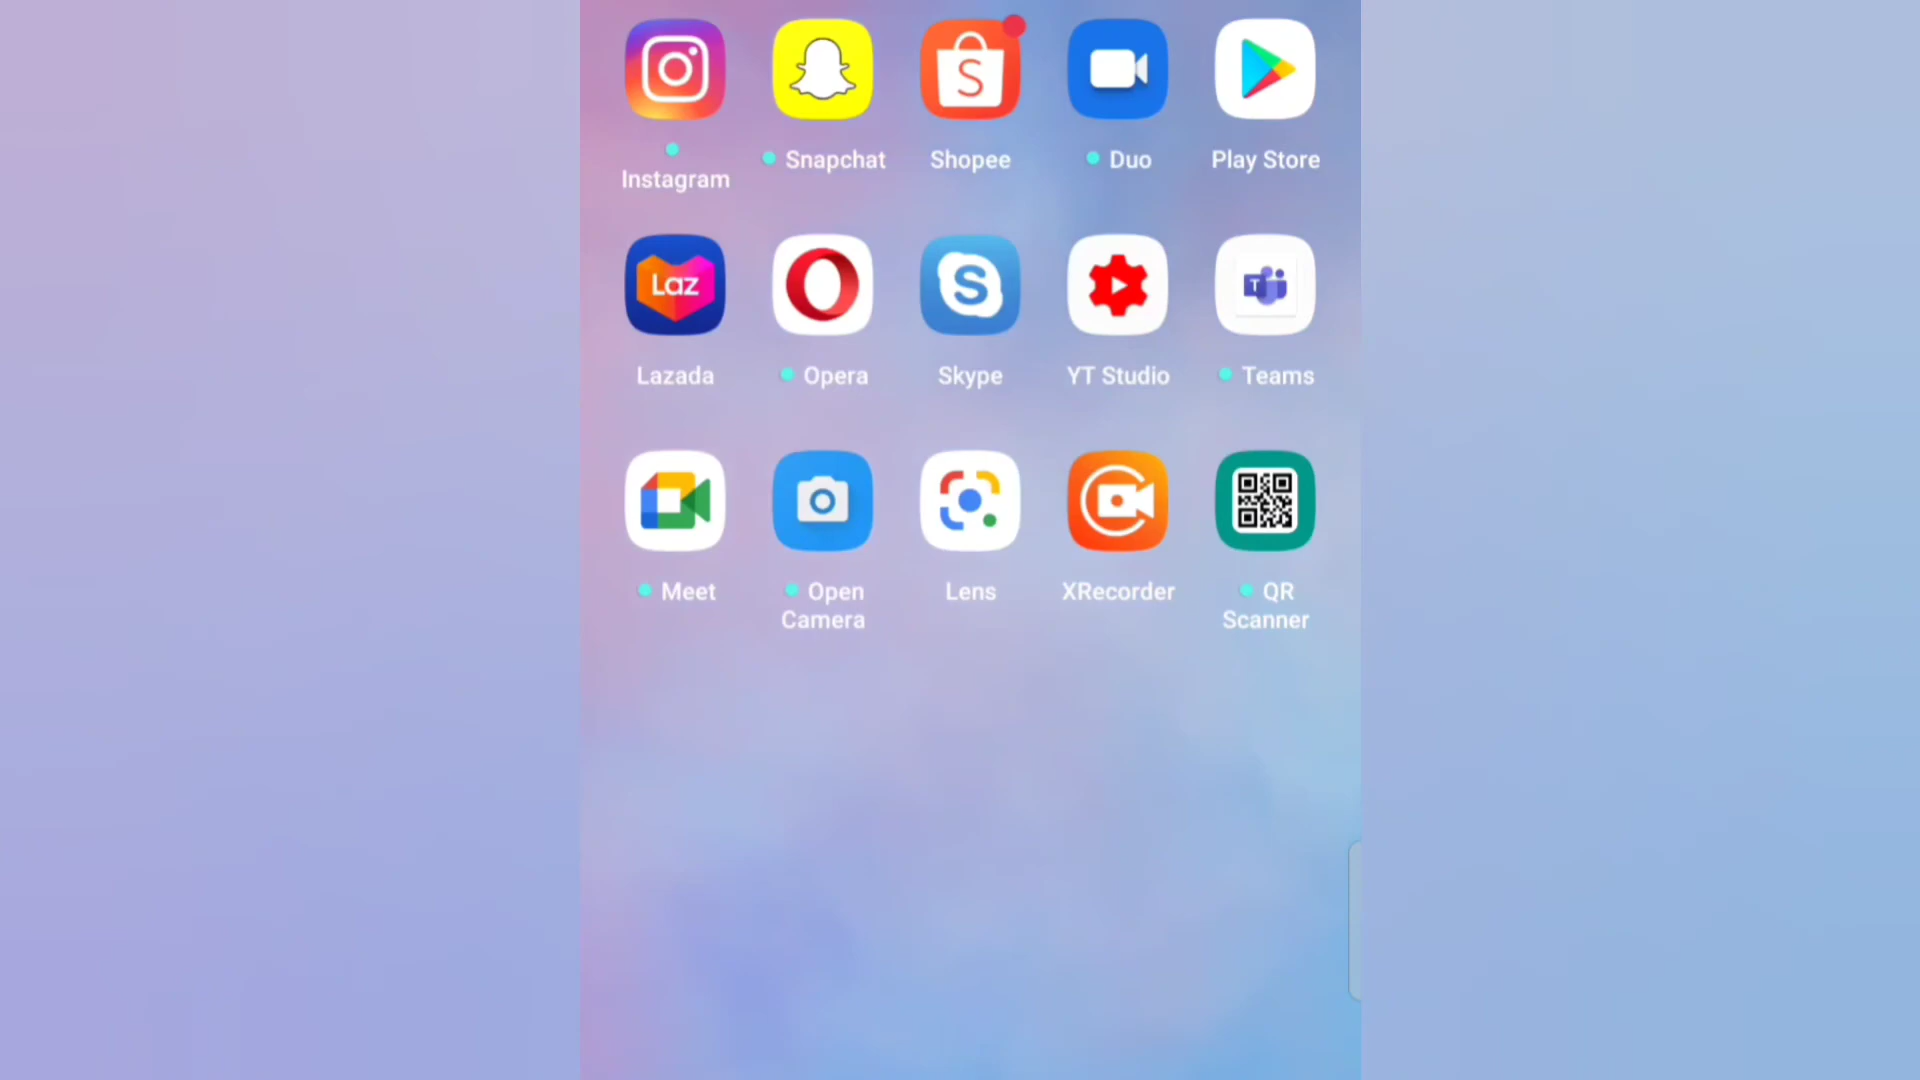 Instagram
Snapchat
Shopee
Duo
Play Store
Laz
Lazada
Opera
Skype
YT Studio
T
Teams
Meet
Open
Camera
Lens
XRecorder
QR
Scanner